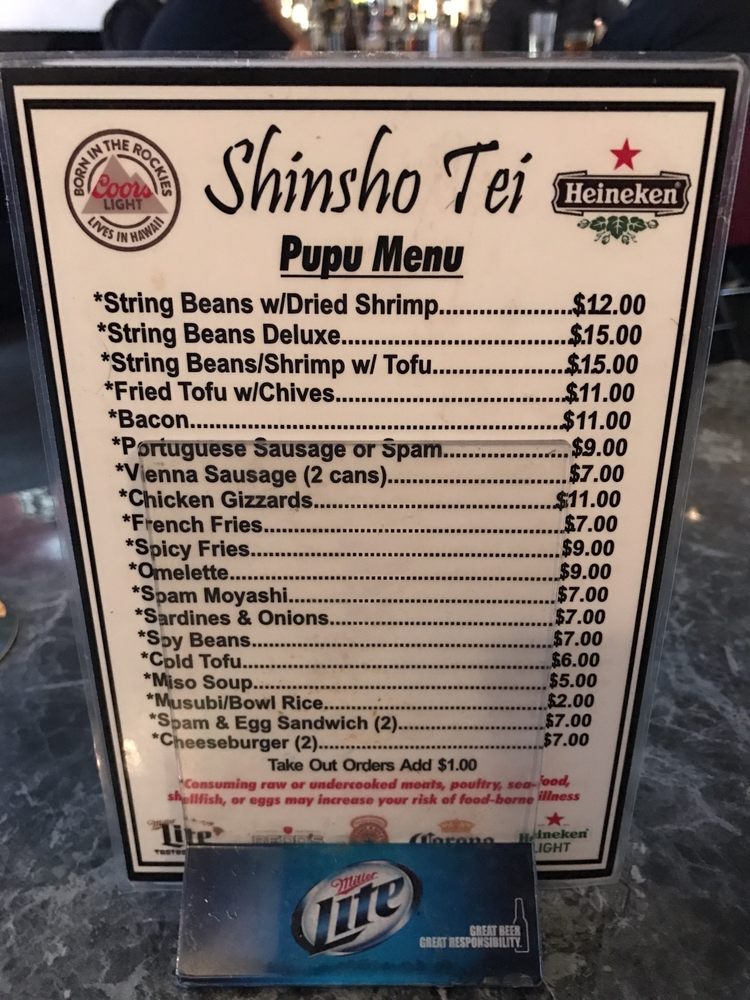 BORN IN THE ROCKIES
Coors
LIGHT
LIVES IN HAWAII
Shinsho Tei
Heineken
Pupu Menu
*String Beans w/Dried Shrimp......................$12.00
*String Beans Deluxe......................................$15.00
*String Beans/Shrimp w/ Tofu.......................$15.00
*Fried Tofu w/Chives.......................................$11.00
*Bacon...............................................................$11.00
*Portuguese Sausage or Spam......................$9.00
*Vienna Sausage (2 cans)...............................$7.00
*Chicken Gizzards...........................................$11.00
*French Fries.....................................................$7.00
*Spicy Fries.......................................................$9.00
*Omelette...........................................................$9.00
*Spam Moyashi................................................$7.00
*Sardines & Onions.........................................$7.00
*Soy Beans.......................................................$7.00
*Cold Tofu.........................................................$6.00
*Miso Soup.......................................................$5.00
*Musubi/Bowl Rice..........................................$2.00
*Spam & Egg Sandwich (2).............................$7.00
*Cheeseburger (2)............................................$7.00
Take Out Orders Add $1.00
*Consuming raw or undercooked meats, poultry, sea-food,
shellfish, or eggs may increase your risk of food-borne illness
Miller Lite
Corona
Heineken
LIGHT
Miller
Lite
GREAT BEER
GREAT RESPONSIBILITY.